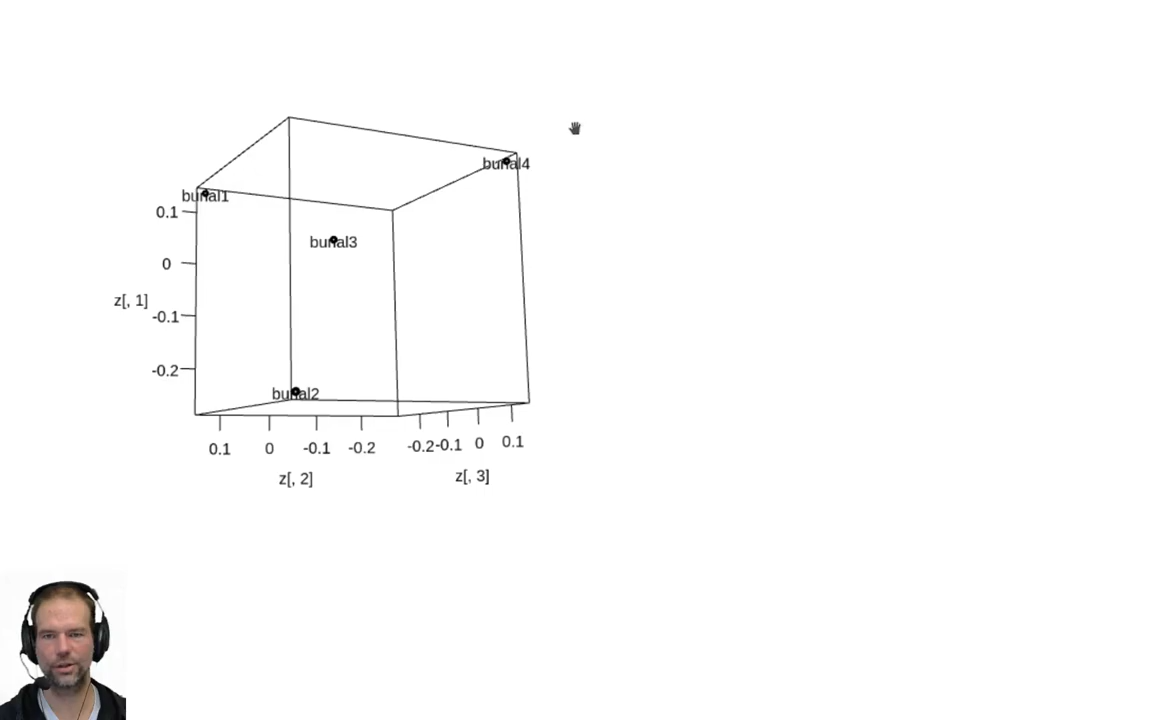 burial4
burial1
0.1
burial3
0
z[, 1]
-0.1
-0.2
burial2
0.1 0 -0.1 -0.2 -0.2 -0.1 0 0.1
z[, 2] z[, 3]